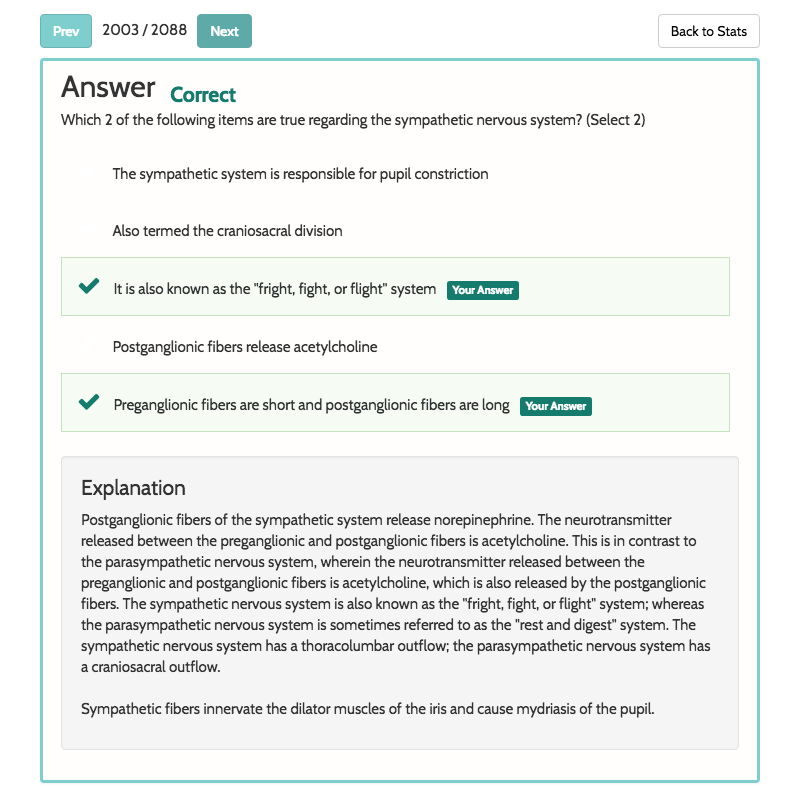 Prev 2003 / 2088 Next Back to Stats
Answer Correct
Which 2 of the following items are true regarding the sympathetic nervous system? (Select 2)
The sympathetic system is responsible for pupil constriction
Also termed the craniosacral division
It is also known as the "fright, fight, or flight" system Your Answer
Postganglionic fibers release acetylcholine
Preganglionic fibers are short and postganglionic fibers are long Your Answer
Explanation
Postganglionic fibers of the sympathetic system release norepinephrine. The neurotransmitter
released between the preganglionic and postganglionic fibers is acetylcholine. This is in contrast to
the parasympathetic nervous system, wherein the neurotransmitter released between the
preganglionic and postganglionic fibers is acetylcholine, which is also released by the postganglionic
fibers. The sympathetic nervous system is also known as the "fright, fight, or flight" system; whereas
the parasympathetic nervous system is sometimes referred to as the "rest and digest" system. The
sympathetic nervous system has a thoracolumbar outflow; the parasympathetic nervous system has
a craniosacral outflow.
Sympathetic fibers innervate the dilator muscles of the iris and cause mydriasis of the pupil.